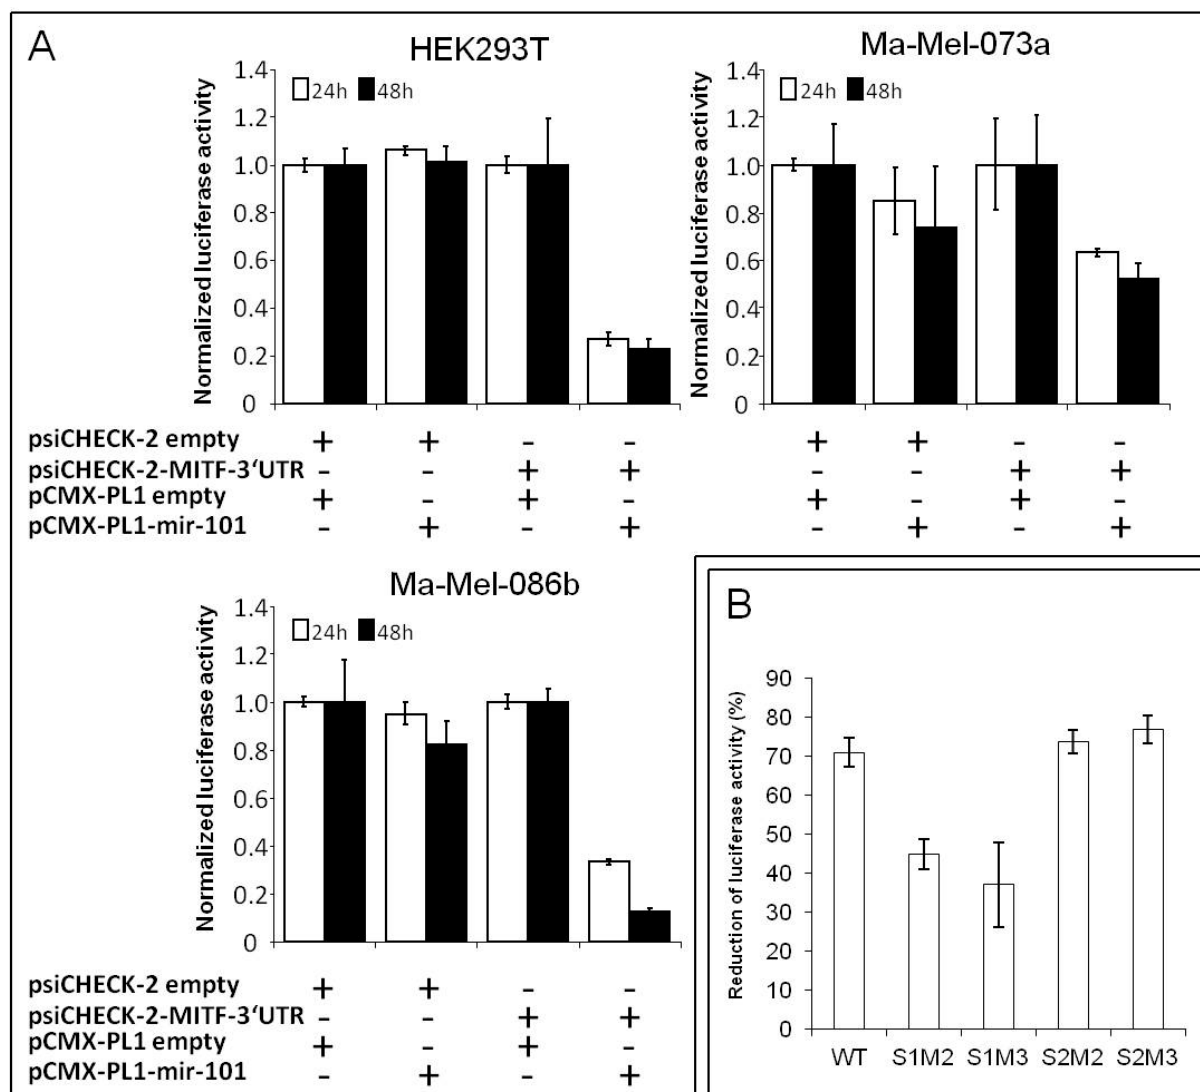 A
HEK293T
1.4
1.2
1.0
0.8
0.6
0.4
0.2
0
Normalized luciferase activity
24h 48h
Ma-Mel-073a
1.4
1.2
1.0
0.8
0.6
0.4
0.2
0
Normalized luciferase activity
24h 48h
psiCHECK-2 empty + + - - + + - -
psiCHECK-2-MITF-3‘UTR - - + + - - + +
pCMX-PL1 empty + - + - + - + -
pCMX-PL1-mir-101 - + - + - + - +
Ma-Mel-086b
1.4
1.2
1.0
0.8
0.6
0.4
0.2
0
Normalized luciferase activity
24h 48h
psiCHECK-2 empty + + - -
psiCHECK-2-MITF-3‘UTR - - + +
pCMX-PL1 empty + - + -
pCMX-PL1-mir-101 - + - +
B
90
80
70
60
50
40
30
20
10
0
Reduction of luciferase activity (%)
WT S1M2 S1M3 S2M2 S2M3